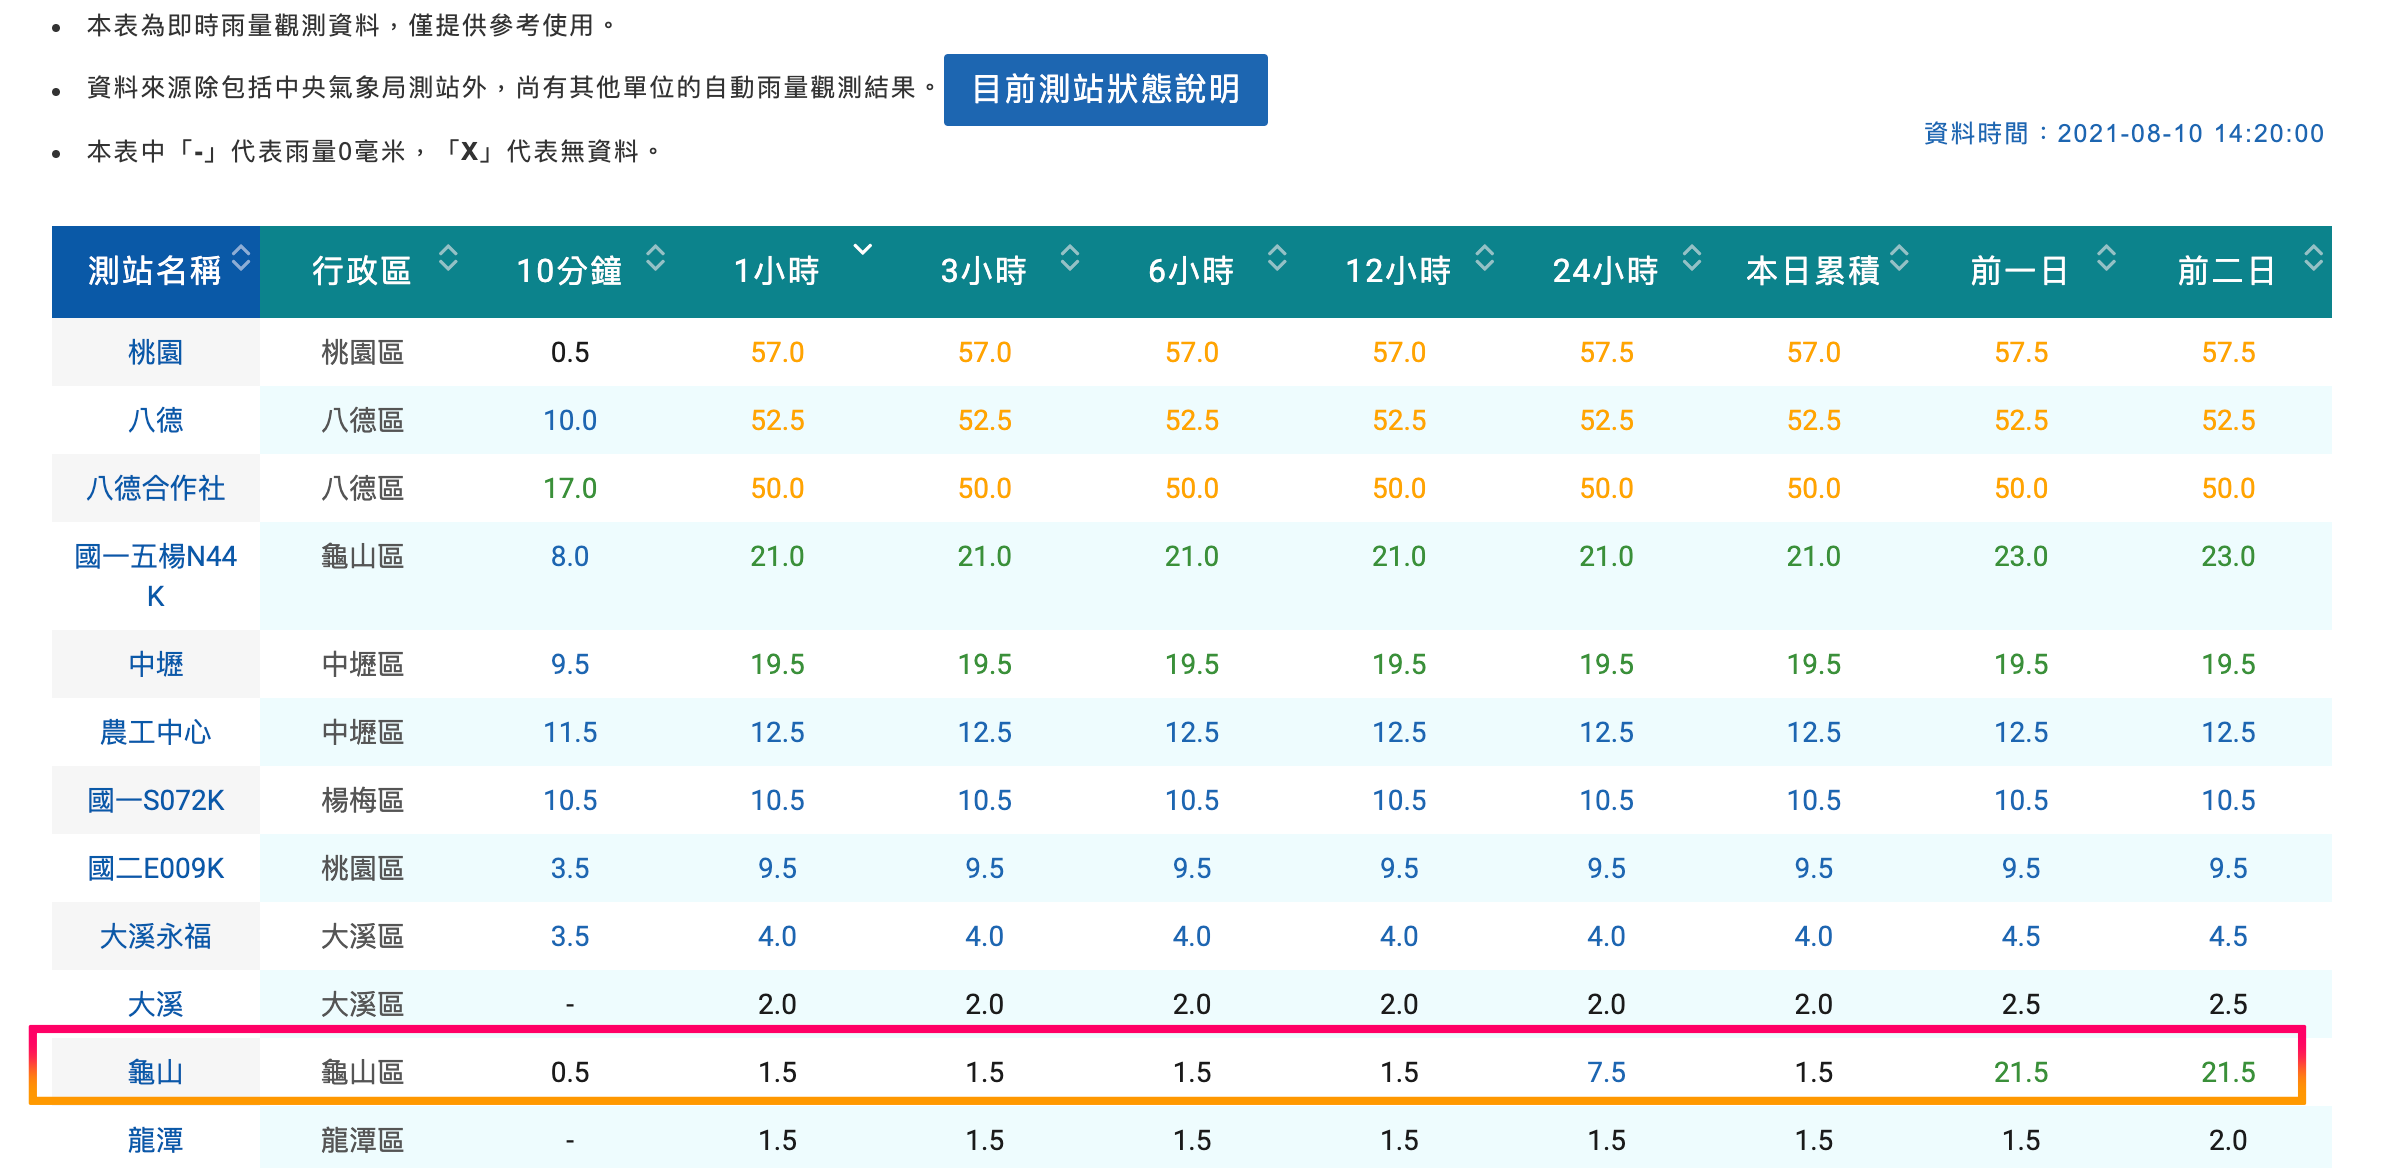 本表為即時雨量觀測資料，僅提供參考使用。
資料來源除包括中央氣象局測站外，尚有其他單位的自動雨量觀測結果。 目前測站狀態說明
資料時間：2021-08-10 14:20:00
本表中「-」代表雨量0毫米，「X」代表無資料。
測站名稱 行政區 10分鐘 1小時 3小時 6小時 12小時 24小時 本日累積 前一日 前二日
桃園 桃園區 0.5 57.0 57.0 57.0 57.0 57.5 57.0 57.5 57.5
八德 八德區 10.0 52.5 52.5 52.5 52.5 52.5 52.5 52.5 52.5
八德合作社 八德區 17.0 50.0 50.0 50.0 50.0 50.0 50.0 50.0 50.0
國一五楊N44 龜山區 8.0 21.0 21.0 21.0 21.0 21.0 21.0 23.0 23.0
K
中壢 中壢區 9.5 19.5 19.5 19.5 19.5 19.5 19.5 19.5 19.5
農工中心 中壢區 11.5 12.5 12.5 12.5 12.5 12.5 12.5 12.5 12.5
國一S072K 楊梅區 10.5 10.5 10.5 10.5 10.5 10.5 10.5 10.5 10.5
國二E009K 桃園區 3.5 9.5 9.5 9.5 9.5 9.5 9.5 9.5 9.5
大溪永福 大溪區 3.5 4.0 4.0 4.0 4.0 4.0 4.0 4.5 4.5
大溪 大溪區 - 2.0 2.0 2.0 2.0 2.0 2.0 2.5 2.5
龜山 龜山區 0.5 1.5 1.5 1.5 1.5 7.5 1.5 21.5 21.5
龍潭 龍潭區 - 1.5 1.5 1.5 1.5 1.5 1.5 1.5 2.0